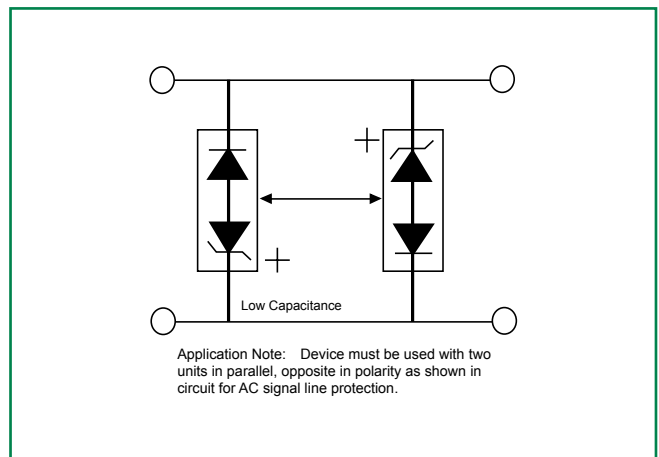 Low Capacitance
Application Note: Device must be used with two
units in parallel, opposite in polarity as shown in
circuit for AC signal line protection.